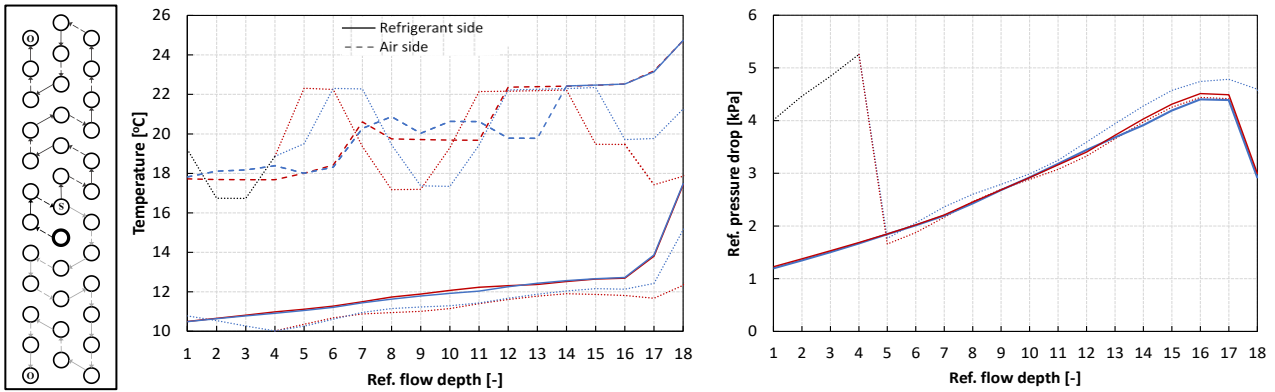 O
S
O
Temperature [°C]
24
22
20
18
16
14
12
10
Refrigerant side
Air side
1 2 3 4 5 6 7 8 9 10 11 12 13 14 15 16 17 18
Ref. flow depth [-]
Ref. pressure drop [kPa]
6
5
4
3
2
1
0
1 2 3 4 5 6 7 8 9 10 11 12 13 14 15 16 17 18
Ref. flow depth [-]